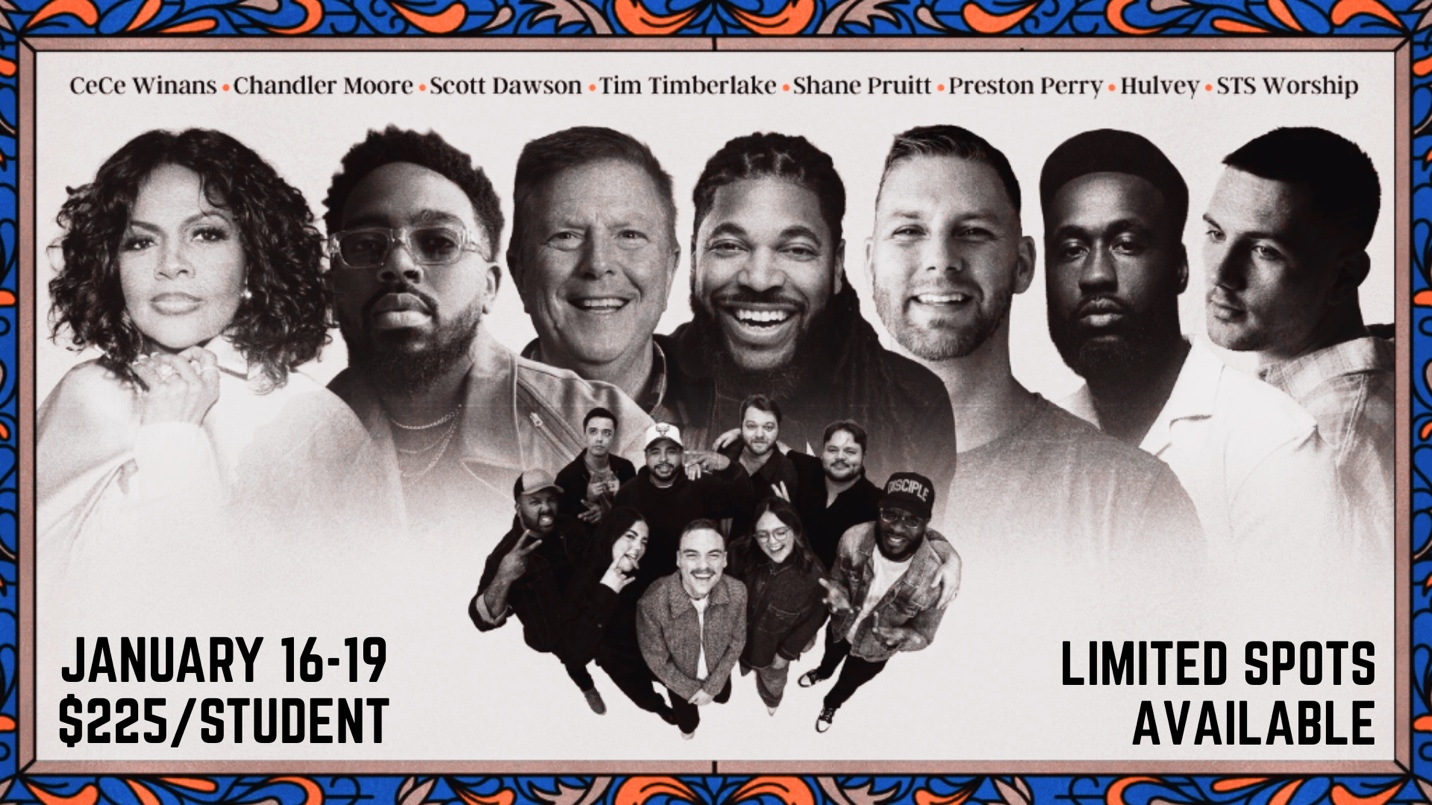 CeCe Winans • Chandler Moore • Scott Dawson • Tim Timberlake • Shane Pruitt • Preston Perry • Hulvey • STS Worship
DISCIPLE
JANUARY 16-19
$225/STUDENT
LIMITED SPOTS
AVAILABLE